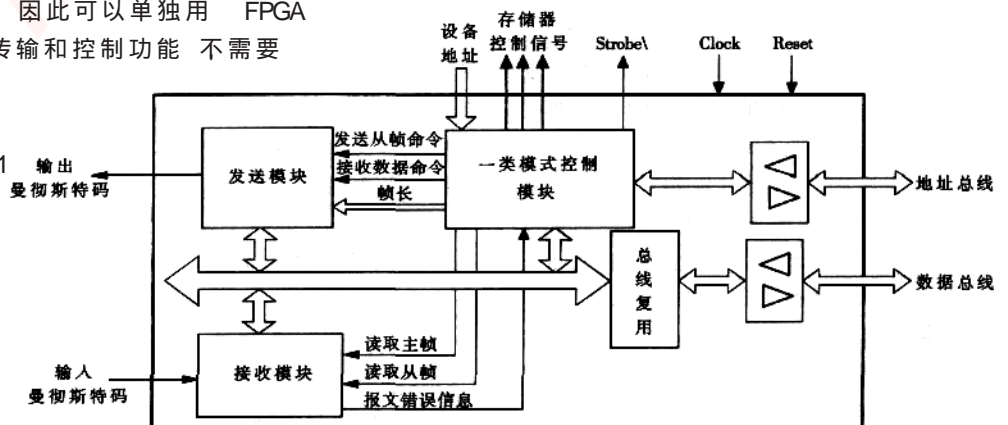 因此可以单独用 FPGA
传输和控制功能 不需要
设备
地址
存储器
控制信号
Strobe\
Clock
Reset
1
输出
曼彻斯特码
发送模块
发送从帧命令
接收数据命令
帧长
一类模式控制
模块
地址总线
总
线
复
用
数据总线
输入
曼彻斯特码
接收模块
读取主帧
读取从帧
报文错误信息